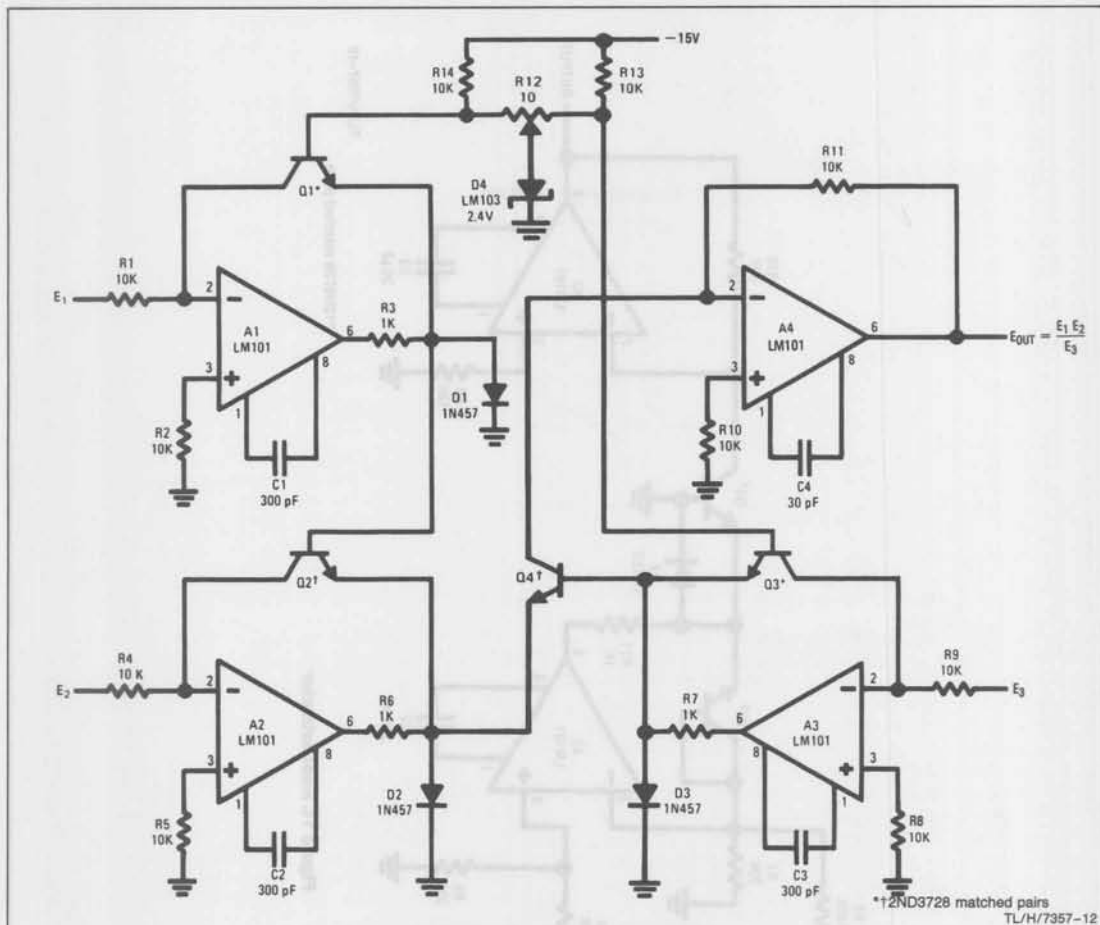 −15V
R14
10K
R12
10
R13
10K
Q1*
D4
LM103
2.4V
R11
10K
R1
10K
E1
2
A1
LM101
6
8
3
1
R3
1K
D1
1N457
R2
10K
C1
300 pF
2
A4
LM101
6
8
3
1
EOUT = E1 E2
E3
R10
10K
C4
30 pF
Q2†
Q4†
Q3*
R4
10 K
E2
2
A2
LM101
6
8
3
1
R6
1K
D2
1N457
R5
10K
C2
300 pF
R7
1K
D3
1N457
6
A3
LM101
8
2
3
1
R9
10K
E3
R8
10K
C3
300 pF
*†2ND3728 matched pairs
TL/H/7357–12